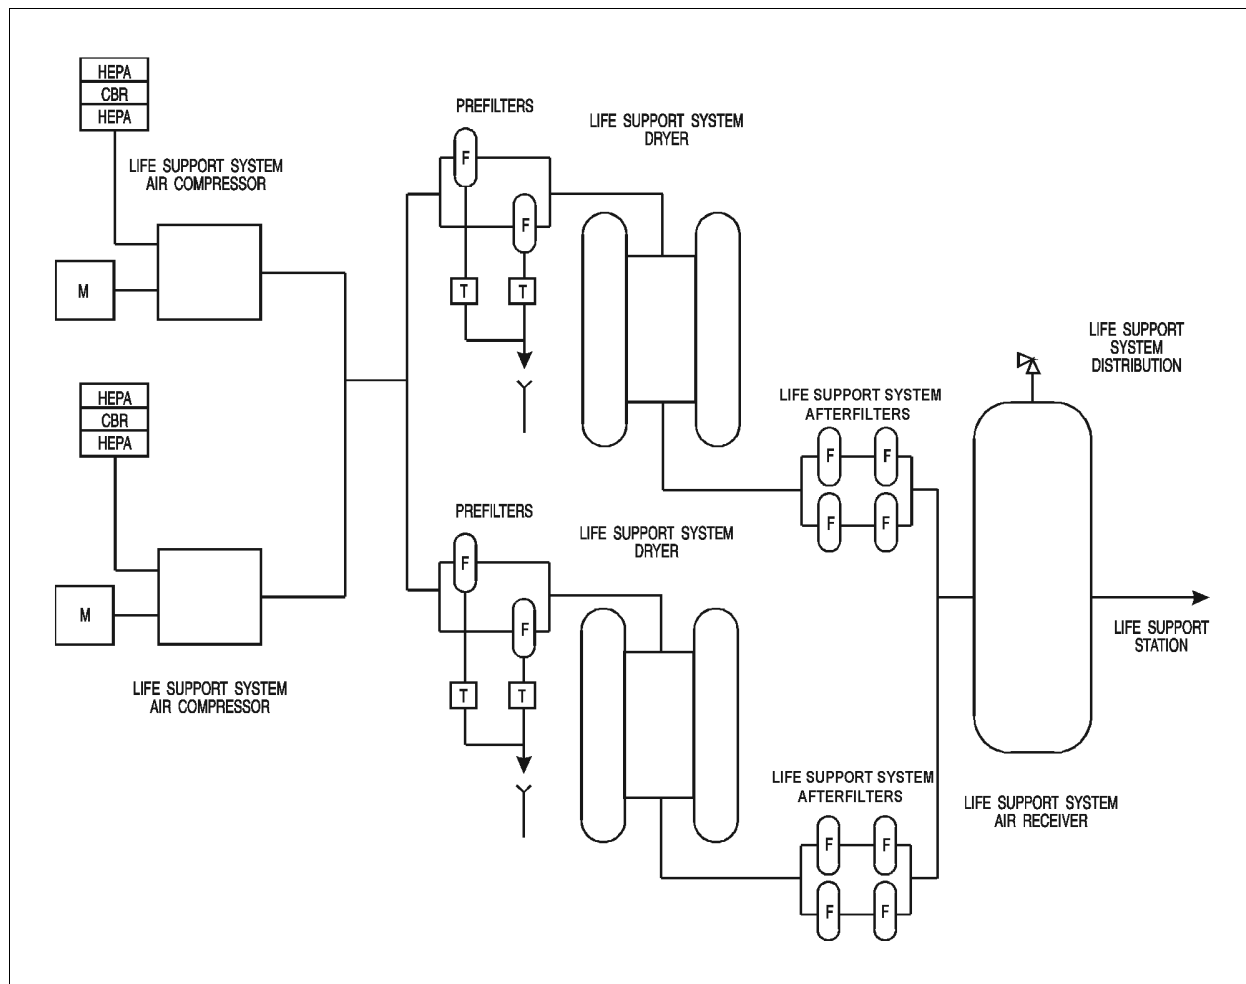 HEPA
CBR
HEPA
LIFE SUPPORT SYSTEM
AIR COMPRESSOR
M
PREFILTERS
F
F
T
T
LIFE SUPPORT SYSTEM
DRYER
HEPA
CBR
HEPA
M
LIFE SUPPORT SYSTEM
AIR COMPRESSOR
PREFILTERS
F
F
T
T
LIFE SUPPORT SYSTEM
DRYER
LIFE SUPPORT SYSTEM
AFTERFILTERS
F
F
F
F
LIFE SUPPORT SYSTEM
AFTERFILTERS
F
F
F
F
LIFE SUPPORT
SYSTEM
DISTRIBUTION
LIFE SUPPORT
STATION
LIFE SUPPORT SYSTEM
AIR RECEIVER